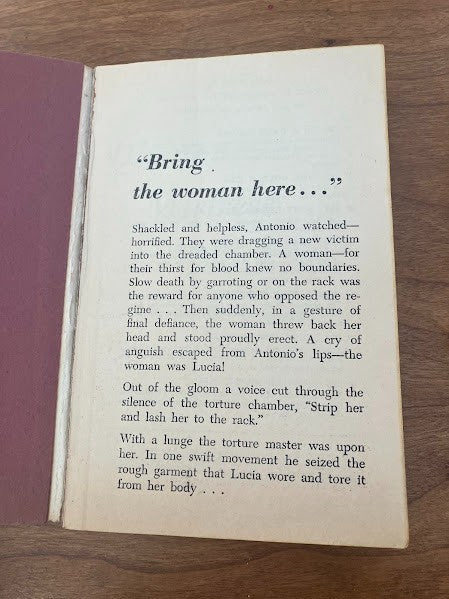 “Bring
the woman here...”
Shackled and helpless, Antonio watched—
horrified. They were dragging a new victim
into the dreaded chamber. A woman—for
their thirst for blood knew no boundaries.
Slow death by garroting or on the rack was
the reward for anyone who opposed the re-
gime . . . Then suddenly, in a gesture of
final defiance, the woman threw back her
head and stood proudly erect. A cry of
anguish escaped from Antonio's lips—the
woman was Lucia!
Out of the gloom a voice cut through the
silence of the torture chamber, “Strip her
and lash her to the rack.”
With a lunge the torture master was upon
her. In one swift movement he seized the
rough garment that Lucia wore and tore it
from her body . . .